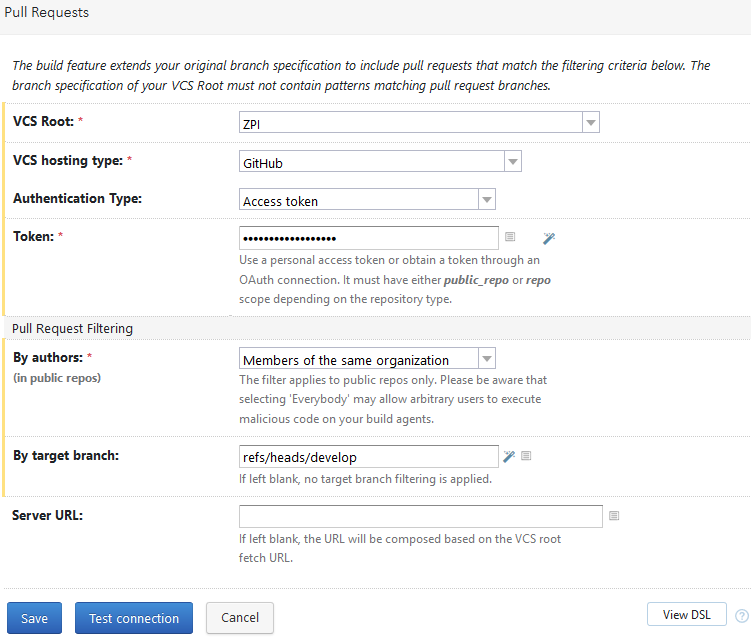 Pull Requests
The build feature extends your original branch specification to include pull requests that match the filtering criteria below. The
branch specification of your VCS Root must not contain patterns matching pull request branches.
VCS Root: * ZPI
VCS hosting type: * GitHub
Authentication Type: Access token
Token: * ••••••••••••••••••
Use a personal access token or obtain a token through an
OAuth connection. It must have either public_repo or repo
scope depending on the repository type.
Pull Request Filtering
By authors: * Members of the same organization
(in public repos)
The filter applies to public repos only. Please be aware that
selecting 'Everybody' may allow arbitrary users to execute
malicious code on your build agents.
By target branch: refs/heads/develop
If left blank, no target branch filtering is applied.
Server URL:
If left blank, the URL will be composed based on the VCS root
fetch URL.
Save Test connection Cancel View DSL ?